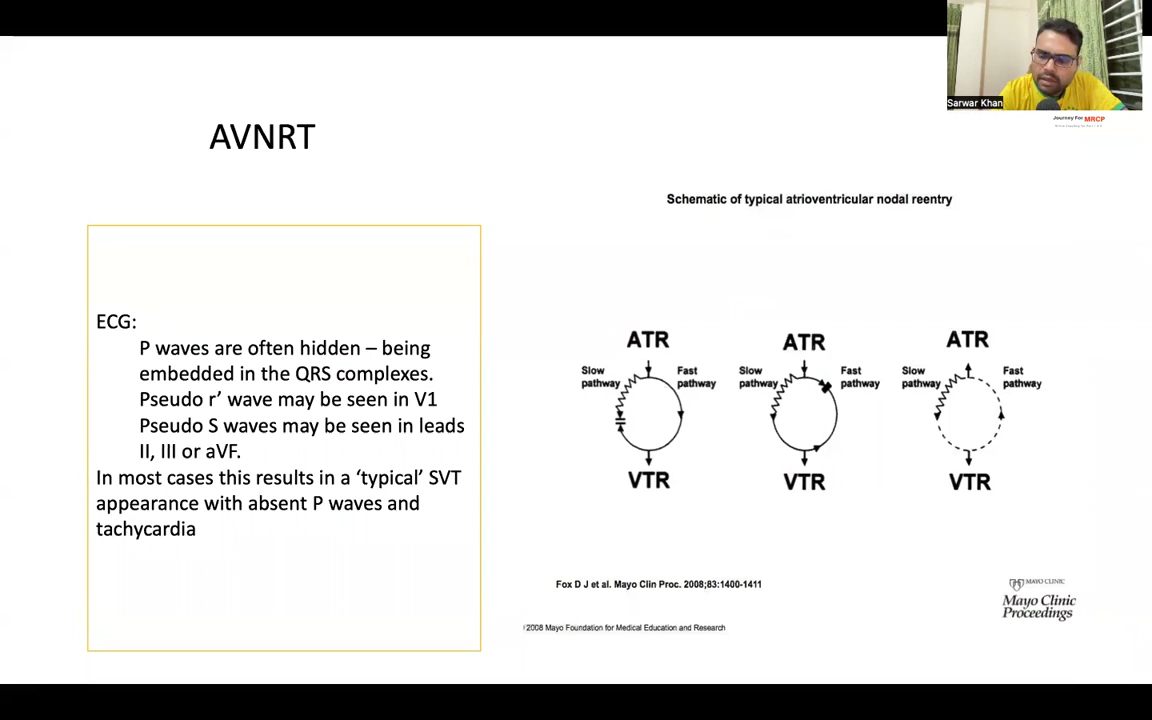 Sarwar Khan
Journey For MRCP
AVNRT
ECG:
P waves are often hidden – being
embedded in the QRS complexes.
Pseudo r’ wave may be seen in V1
Pseudo S waves may be seen in leads
II, III or aVF.
In most cases this results in a ‘typical’ SVT
appearance with absent P waves and
tachycardia
Schematic of typical atrioventricular nodal reentry
ATR
Slow
pathway
Fast
pathway
VTR
ATR
Slow
pathway
Fast
pathway
VTR
ATR
Slow
pathway
Fast
pathway
VTR
Fox D J et al. Mayo Clin Proc. 2008;83:1400-1411
2008 Mayo Foundation for Medical Education and Research
MAYO CLINIC
Mayo Clinic
Proceedings